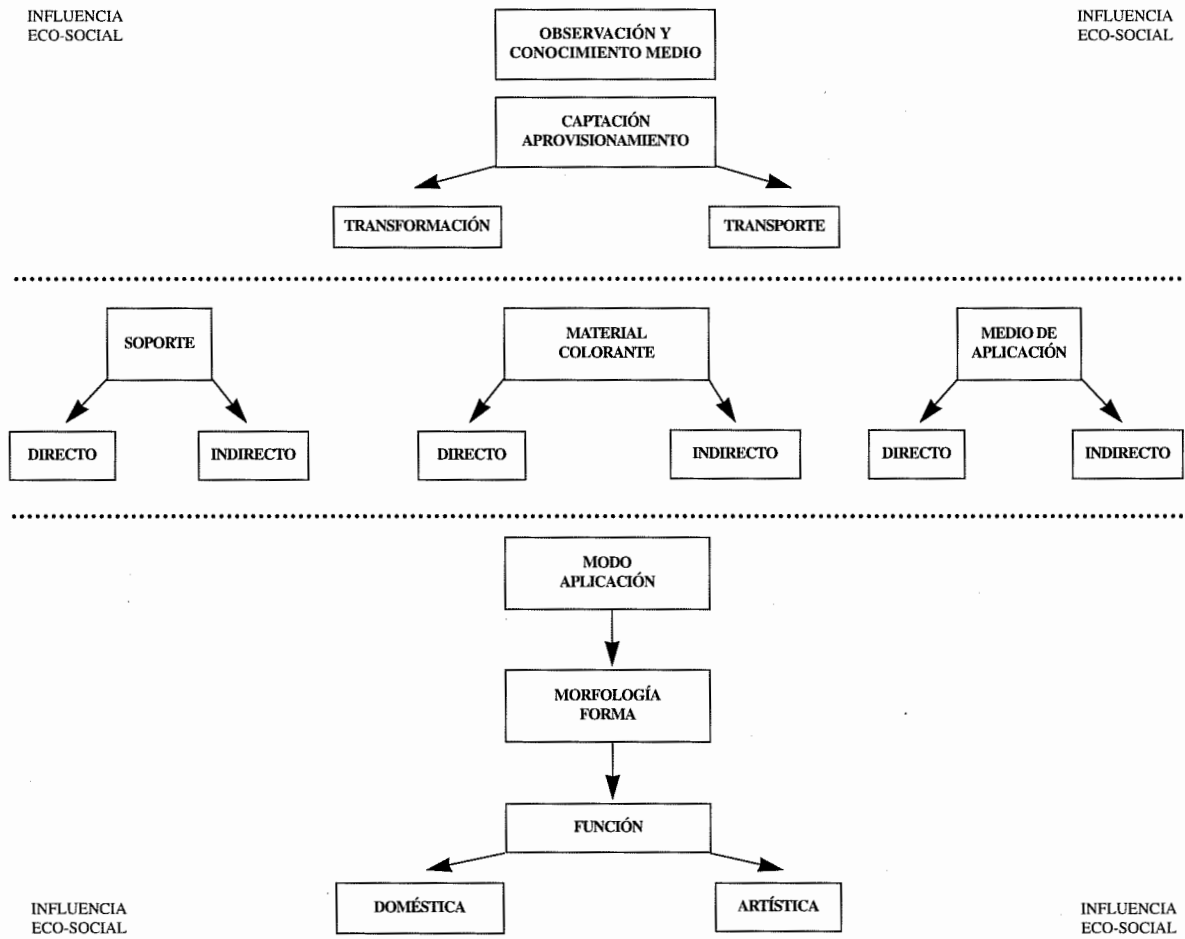 INFLUENCIA
ECO-SOCIAL
OBSERVACIÓN Y
CONOCIMIENTO MEDIO
INFLUENCIA
ECO-SOCIAL
CAPTACIÓN
APROVISIONAMIENTO
TRANSFORMACIÓN
TRANSPORTE
SOPORTE
MATERIAL
COLORANTE
MEDIO DE
APLICACIÓN
DIRECTO
INDIRECTO
DIRECTO
INDIRECTO
DIRECTO
INDIRECTO
MODO
APLICACIÓN
MORFOLOGÍA
FORMA
FUNCIÓN
DOMÉSTICA
ARTÍSTICA
INFLUENCIA
ECO-SOCIAL
INFLUENCIA
ECO-SOCIAL